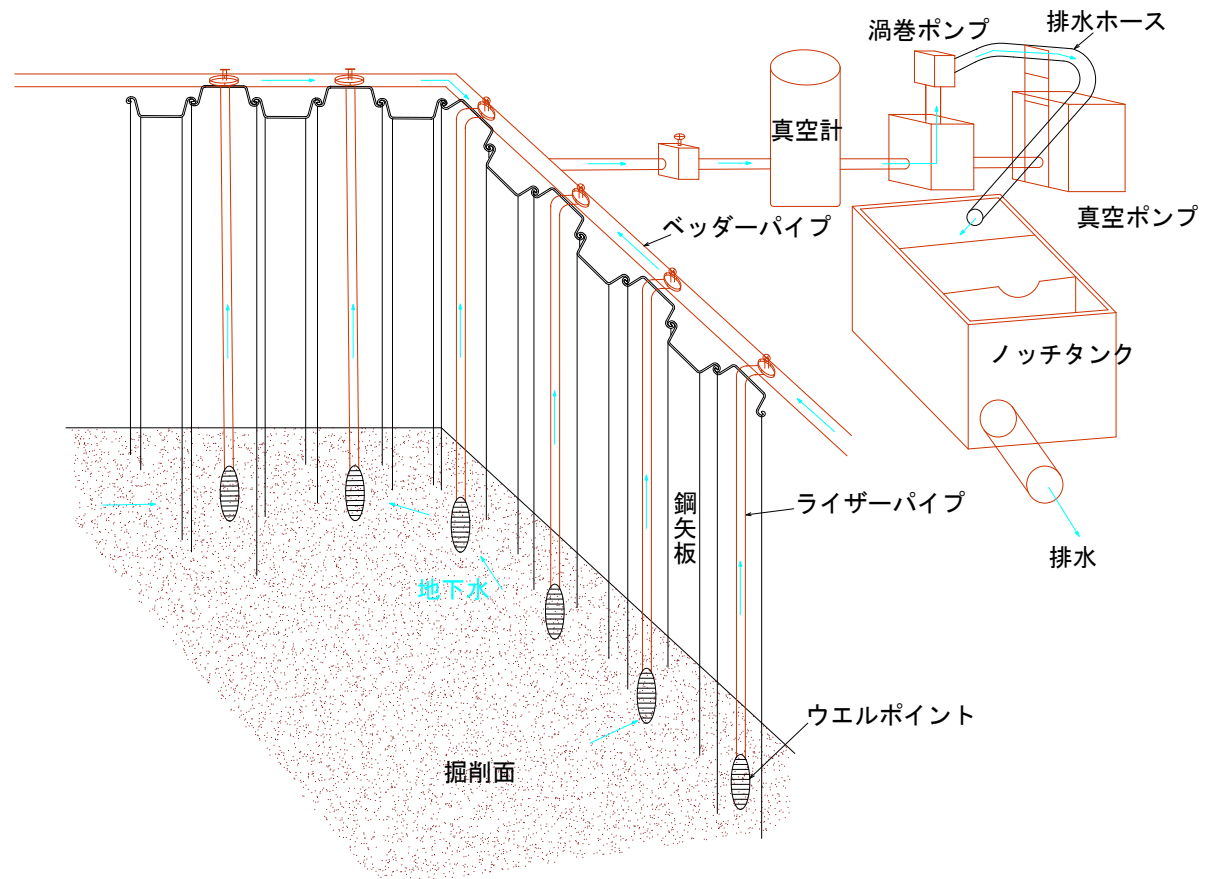 渦巻ポンプ
排水ホース
真空計
真空ポンプ
ベッダーパイプ
ノッチタンク
鋼矢板
ライザーパイプ
排水
地下水
ウエルポイント
掘削面